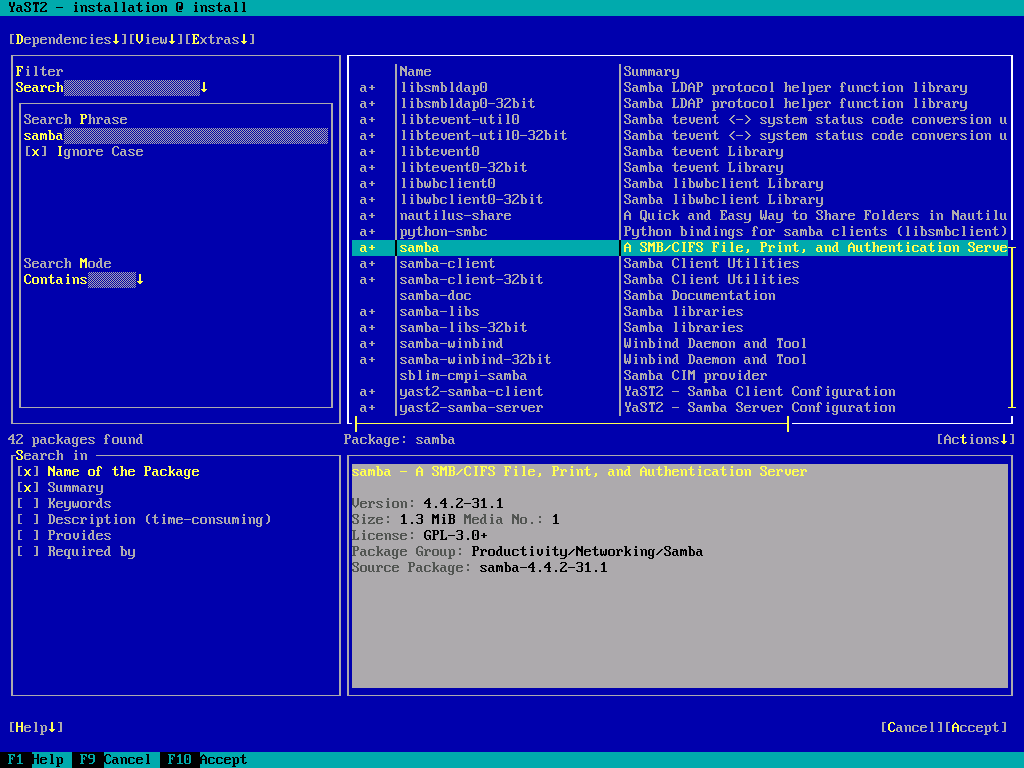 YaST2 - installation @ install
[Dependencies↓][View↓][Extras↓]
Filter
Search↓
Search Phrase
samba
[x] Ignore Case
Search Mode
Contains↓
Name Summary
a+ libsmbldap0 Samba LDAP protocol helper function library
a+ libsmbldap0-32bit Samba LDAP protocol helper function library
a+ libtevent-util0 Samba tevent <-> system status code conversion u
a+ libtevent-util0-32bit Samba tevent <-> system status code conversion u
a+ libtevent0 Samba tevent Library
a+ libtevent0-32bit Samba tevent Library
a+ libwbclient0 Samba libwbclient Library
a+ libwbclient0-32bit Samba libwbclient Library
a+ nautilus-share A Quick and Easy Way to Share Folders in Nautilu
a+ python-smbc Python bindings for samba clients (libsmbclient)
a+ samba A SMB/CIFS File, Print, and Authentication Serve
a+ samba-client Samba Client Utilities
a+ samba-client-32bit Samba Client Utilities
samba-doc Samba Documentation
a+ samba-libs Samba libraries
a+ samba-libs-32bit Samba libraries
a+ samba-winbind Winbind Daemon and Tool
a+ samba-winbind-32bit Winbind Daemon and Tool
sblim-cmpi-samba Samba CIM provider
a+ yast2-samba-client YaST2 - Samba Client Configuration
a+ yast2-samba-server YaST2 - Samba Server Configuration
42 packages found
Package: samba [Actions↓]
Search in
[x] Name of the Package
[x] Summary
[ ] Keywords
[ ] Description (time-consuming)
[ ] Provides
[ ] Required by
samba - A SMB/CIFS File, Print, and Authentication Server
Version: 4.4.2-31.1
Size: 1.3 MiB Media No.: 1
License: GPL-3.0+
Package Group: Productivity/Networking/Samba
Source Package: samba-4.4.2-31.1
[Help↓] [Cancel][Accept]
F1 Help F9 Cancel F10 Accept